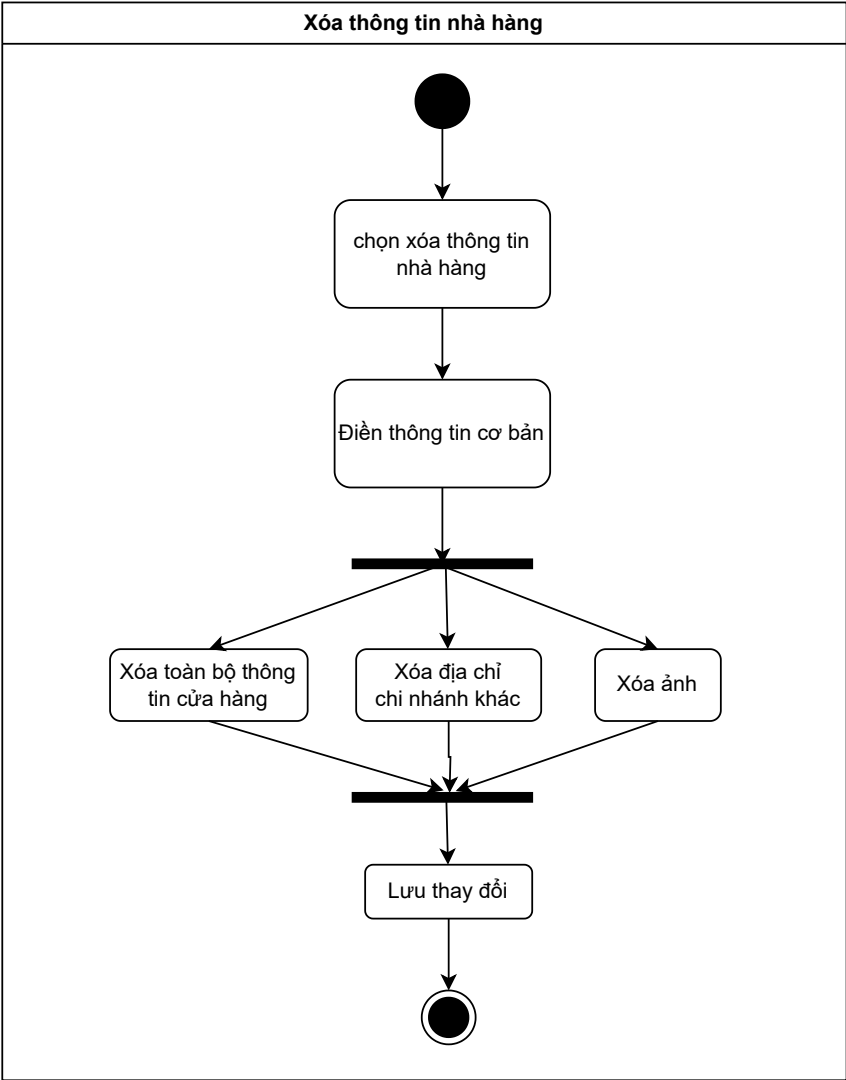 Xóa thông tin nhà hàng
chọn xóa thông tin
nhà hàng
Điền thông tin cơ bản
Xóa toàn bộ thông
tin cửa hàng
Xóa địa chỉ
chi nhánh khác
Xóa ảnh
Lưu thay đổi